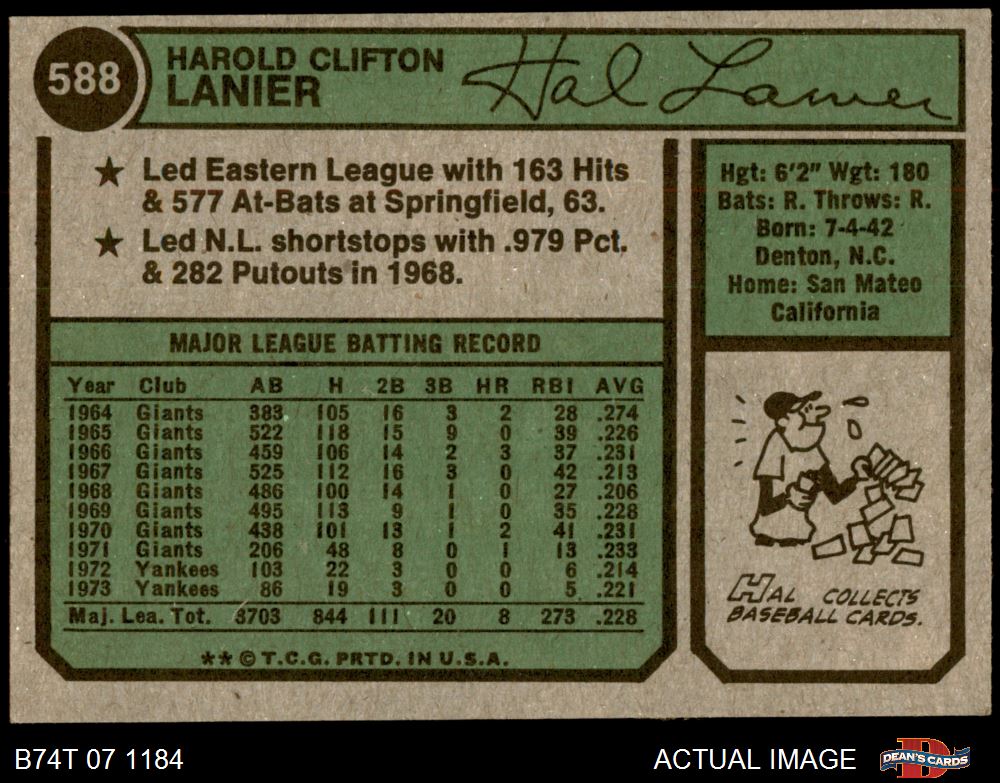 588
HAROLD CLIFTON
LANIER
Hal Lanier
★ Led Eastern League with 163 Hits
& 577 At-Bats at Springfield, 63.
★ Led N.L. shortstops with .979 Pct.
& 282 Putouts in 1968.
Hgt: 6'2" Wgt: 180
Bats: R. Throws: R.
Born: 7-4-42
Denton, N.C.
Home: San Mateo
California
MAJOR LEAGUE BATTING RECORD
Year Club AB H 2B 3B HR RBI AVG
1964 Giants 383 105 16 3 2 28 .274
1965 Giants 522 118 15 9 0 39 .226
1966 Giants 459 106 14 2 3 37 .231
1967 Giants 525 112 16 3 0 42 .213
1968 Giants 486 100 14 1 0 27 .206
1969 Giants 495 113 9 1 0 35 .228
1970 Giants 438 101 13 1 2 41 .231
1971 Giants 206 48 8 0 1 13 .233
1972 Yankees 103 22 3 0 0 6 .214
1973 Yankees 86 19 3 0 0 5 .221
Maj. Lea. Tot. 3703 844 111 20 8 273 .228
** © T.C.G. PRTD. IN U.S.A.
HAL COLLECTS
BASEBALL CARDS.
B74T 07 1184
ACTUAL IMAGE
DEAN'S CARDS